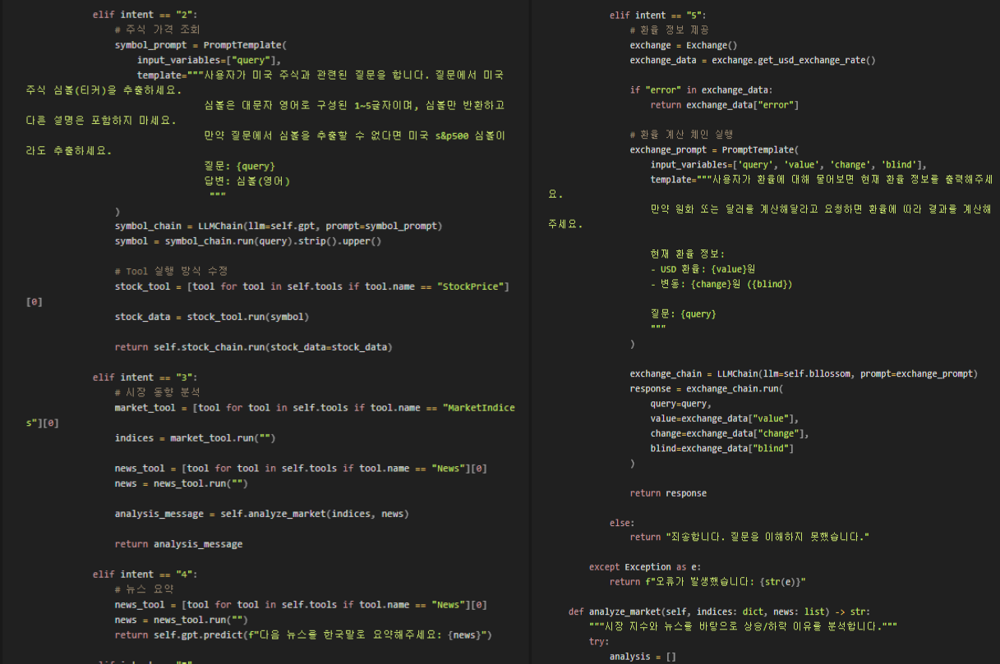 elif intent == "2":
# 주식 가격 조회
symbol_prompt = PromptTemplate(
input_variables=["query"],
template="""사용자가 미국 주식과 관련된 질문을 합니다. 질문에서 미국
주식 심볼(티커)을 추출하세요.
심볼은 대문자 영어로 구성된 1~5글자이며, 심볼만 반환하고
다른 설명은 포함하지 마세요.
만약 질문에서 심볼을 추출할 수 없다면 미국 s&p500 심볼이
라도 추출하세요.
질문: {query}
답변: 심볼(영어)
"""
)
symbol_chain = LLMChain(llm=self.gpt, prompt=symbol_prompt)
symbol = symbol_chain.run(query).strip().upper()
# Tool 실행 방식 수정
stock_tool = [tool for tool in self.tools if tool.name == "StockPrice"]
[0]
stock_data = stock_tool.run(symbol)
return self.stock_chain.run(stock_data=stock_data)
elif intent == "3":
# 시장 동향 분석
market_tool = [tool for tool in self.tools if tool.name == "MarketIndice
s"][0]
indices = market_tool.run("")
news_tool = [tool for tool in self.tools if tool.name == "News"][0]
news = news_tool.run("")
analysis_message = self.analyze_market(indices, news)
return analysis_message
elif intent == "4":
# 뉴스 요약
news_tool = [tool for tool in self.tools if tool.name == "News"][0]
news = news_tool.run("")
return self.gpt.predict(f"다음 뉴스를 한국말로 요약해주세요: {news}")
elif intent == "5":
# 환율 정보 제공
exchange = Exchange()
exchange_data = exchange.get_usd_exchange_rate()
if "error" in exchange_data:
return exchange_data["error"]
# 환율 계산 체인 실행
exchange_prompt = PromptTemplate(
input_variables=['query', 'value', 'change', 'blind'],
template="""사용자가 환율에 대해 물어보면 현재 환율 정보를 출력해주세
요.
만약 원화 또는 달러를 계산해달라고 요청하면 환율에 따라 결과를 계산해
주세요.
현재 환율 정보:
- USD 환율: {value}원
- 변동: {change}원 ({blind})
질문: {query}
"""
)
exchange_chain = LLMChain(llm=self.bllossom, prompt=exchange_prompt)
response = exchange_chain.run(
query=query,
value=exchange_data["value"],
change=exchange_data["change"],
blind=exchange_data["blind"]
)
return response
else:
return "죄송합니다. 질문을 이해하지 못했습니다."
except Exception as e:
return f"오류가 발생했습니다: {str(e)}"
def analyze_market(self, indices: dict, news: list) -> str:
"""시장 지수와 뉴스를 바탕으로 상승/하락 이유를 분석합니다."""
try:
analysis = []